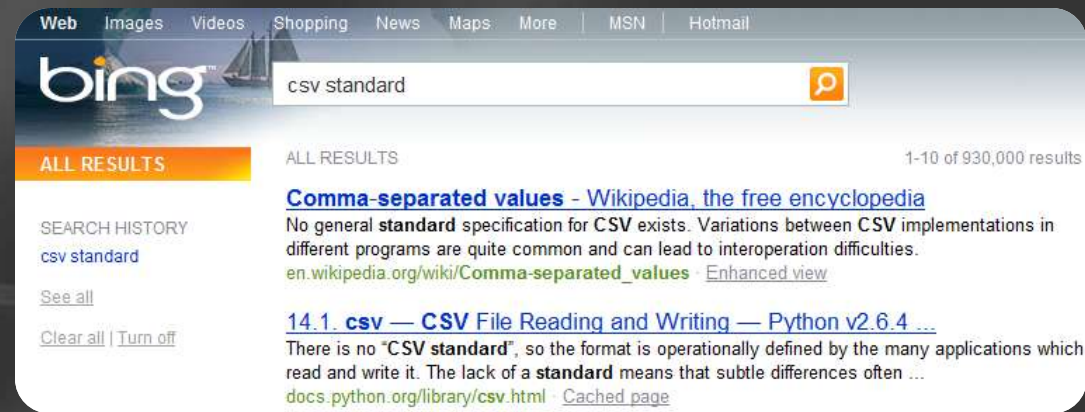 Web Images Videos Shopping News Maps More | MSN | Hotmail
bing™
csv standard
ALL RESULTS
SEARCH HISTORY
csv standard
See all
Clear all | Turn off
ALL RESULTS 1-10 of 930,000 results
Comma-separated values - Wikipedia, the free encyclopedia
No general standard specification for CSV exists. Variations between CSV implementations in
different programs are quite common and can lead to interoperation difficulties.
en.wikipedia.org/wiki/Comma-separated_values · Enhanced view
14.1. csv — CSV File Reading and Writing — Python v2.6.4 ...
There is no “CSV standard”, so the format is operationally defined by the many applications which
read and write it. The lack of a standard means that subtle differences often ...
docs.python.org/library/csv.html · Cached page